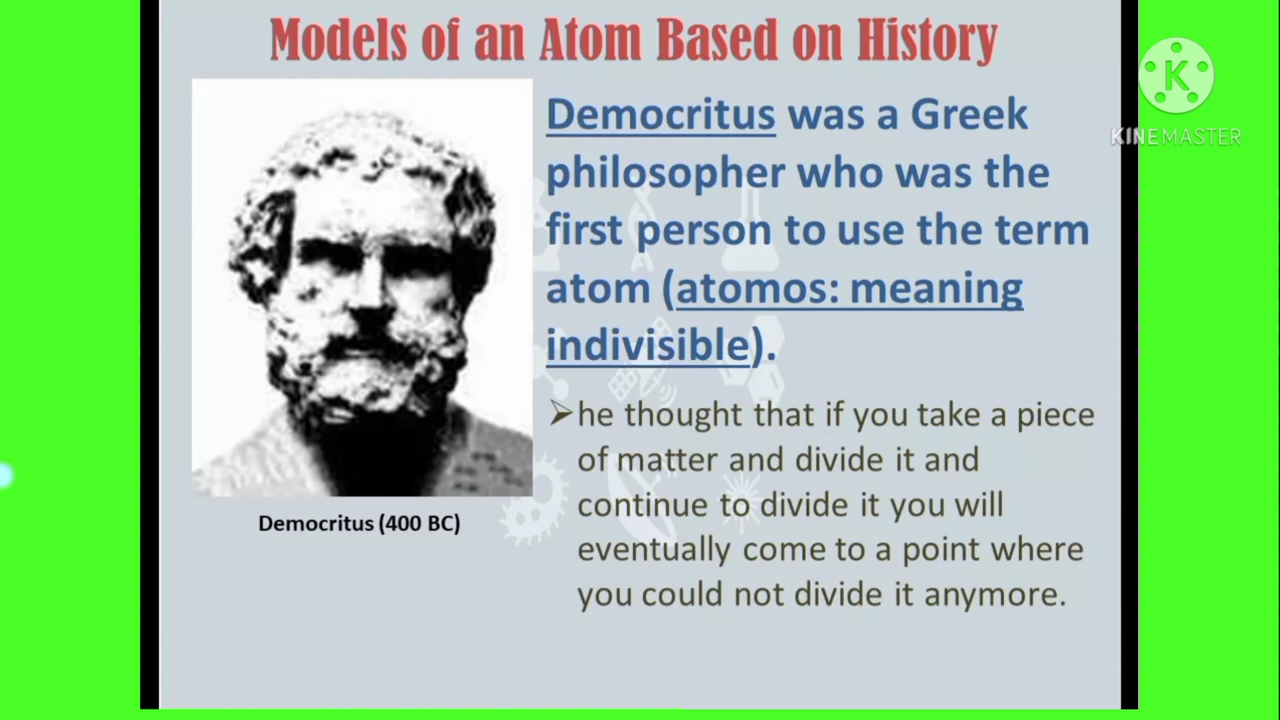 Models of an Atom Based on History
Democritus was a Greek
philosopher who was the
first person to use the term
atom (atomos: meaning
indivisible).
➢he thought that if you take a piece
of matter and divide it and
continue to divide it you will
eventually come to a point where
you could not divide it anymore.
Democritus (400 BC)
K
KINEMASTER